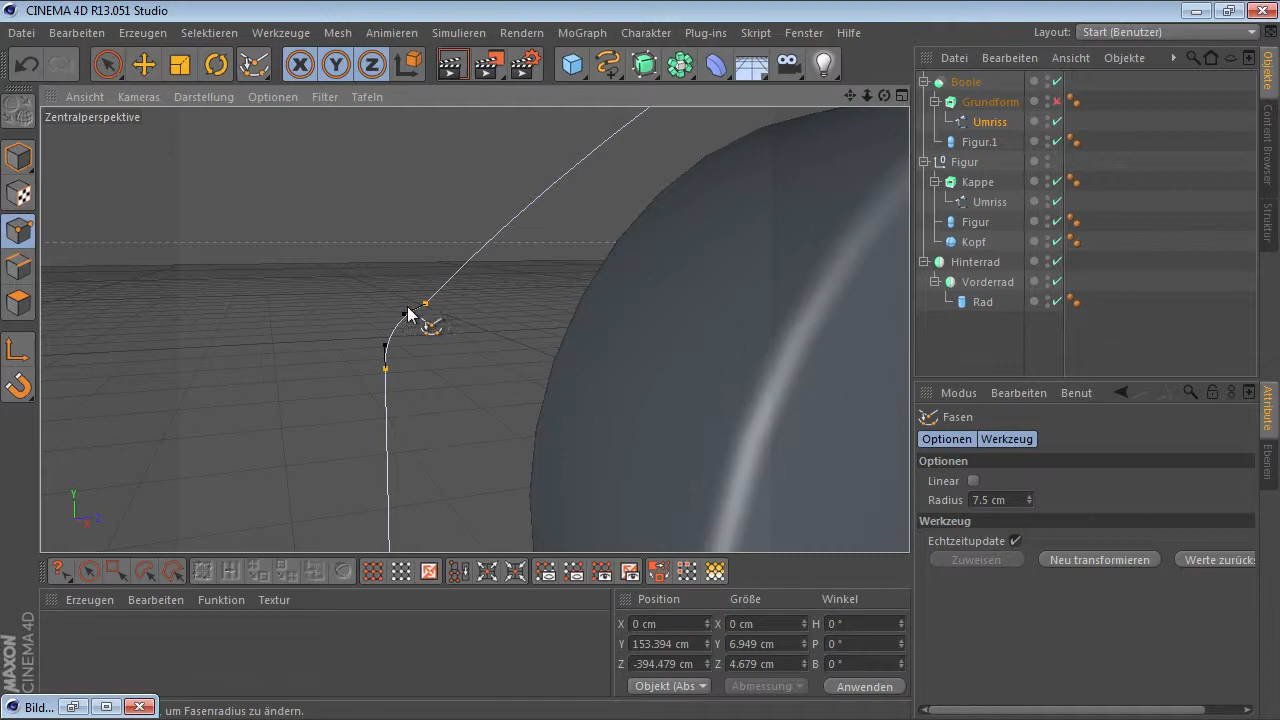 CINEMA 4D R13.051 Studio
Datei Bearbeiten Erzeugen Selektieren Werkzeuge Mesh Animieren Simulieren Rendern MoGraph Charakter Plug-ins Skript Fenster Hilfe
Layout: Start (Benutzer)
X Y Z
Datei Bearbeiten Ansicht Objekte
Objekte
Content Browser
Struktur
Ansicht Kameras Darstellung Optionen Filter Tafeln
Zentralperspektive
Boole
Grundform
Umriss
Figur.1
Figur
Kappe
Umriss
Figur
Kopf
Hinterrad
Vorderrad
Rad
Modus Bearbeiten Benut
Attribute
Ebenen
Fasen
Optionen Werkzeug
Optionen
Linear
Radius 7.5 cm
Werkzeug
Echtzeitupdate
Zuweisen Neu transformieren Werte zurücks
Y
X Z
Erzeugen Bearbeiten Funktion Textur
Position Größe Winkel
X 0 cm X 0 cm H 0 °
Y 153.394 cm Y 6.949 cm P 0 °
Z -394.479 cm Z 4.679 cm B 0 °
Objekt (Abs Abmessung Anwenden
MAXON
CINEMA 4D
Bild...
um Fasenradius zu ändern.